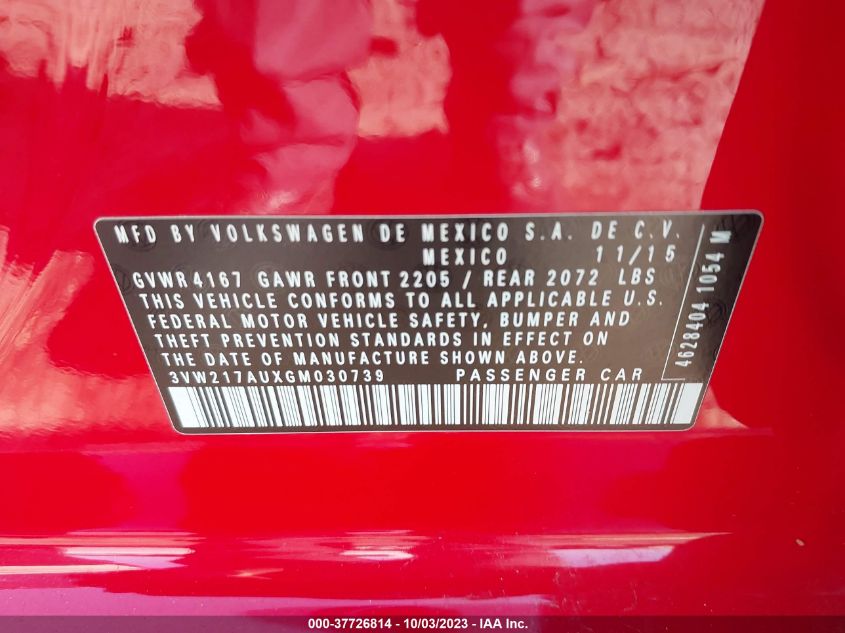 MFD BY VOLKSWAGEN DE MEXICO S.A. DE C.V.
MEXICO 11/15
GVWR 4167 GAWR FRONT 2205 / REAR 2072 LBS
THIS VEHICLE CONFORMS TO ALL APPLICABLE U.S.
FEDERAL MOTOR VEHICLE SAFETY, BUMPER AND
THEFT PREVENTION STANDARDS IN EFFECT ON
THE DATE OF MANUFACTURE SHOWN ABOVE.
3VW217AUXGM030739 PASSENGER CAR
4628404 1054 M
000-37726814 - 10/03/2023 - IAA Inc.